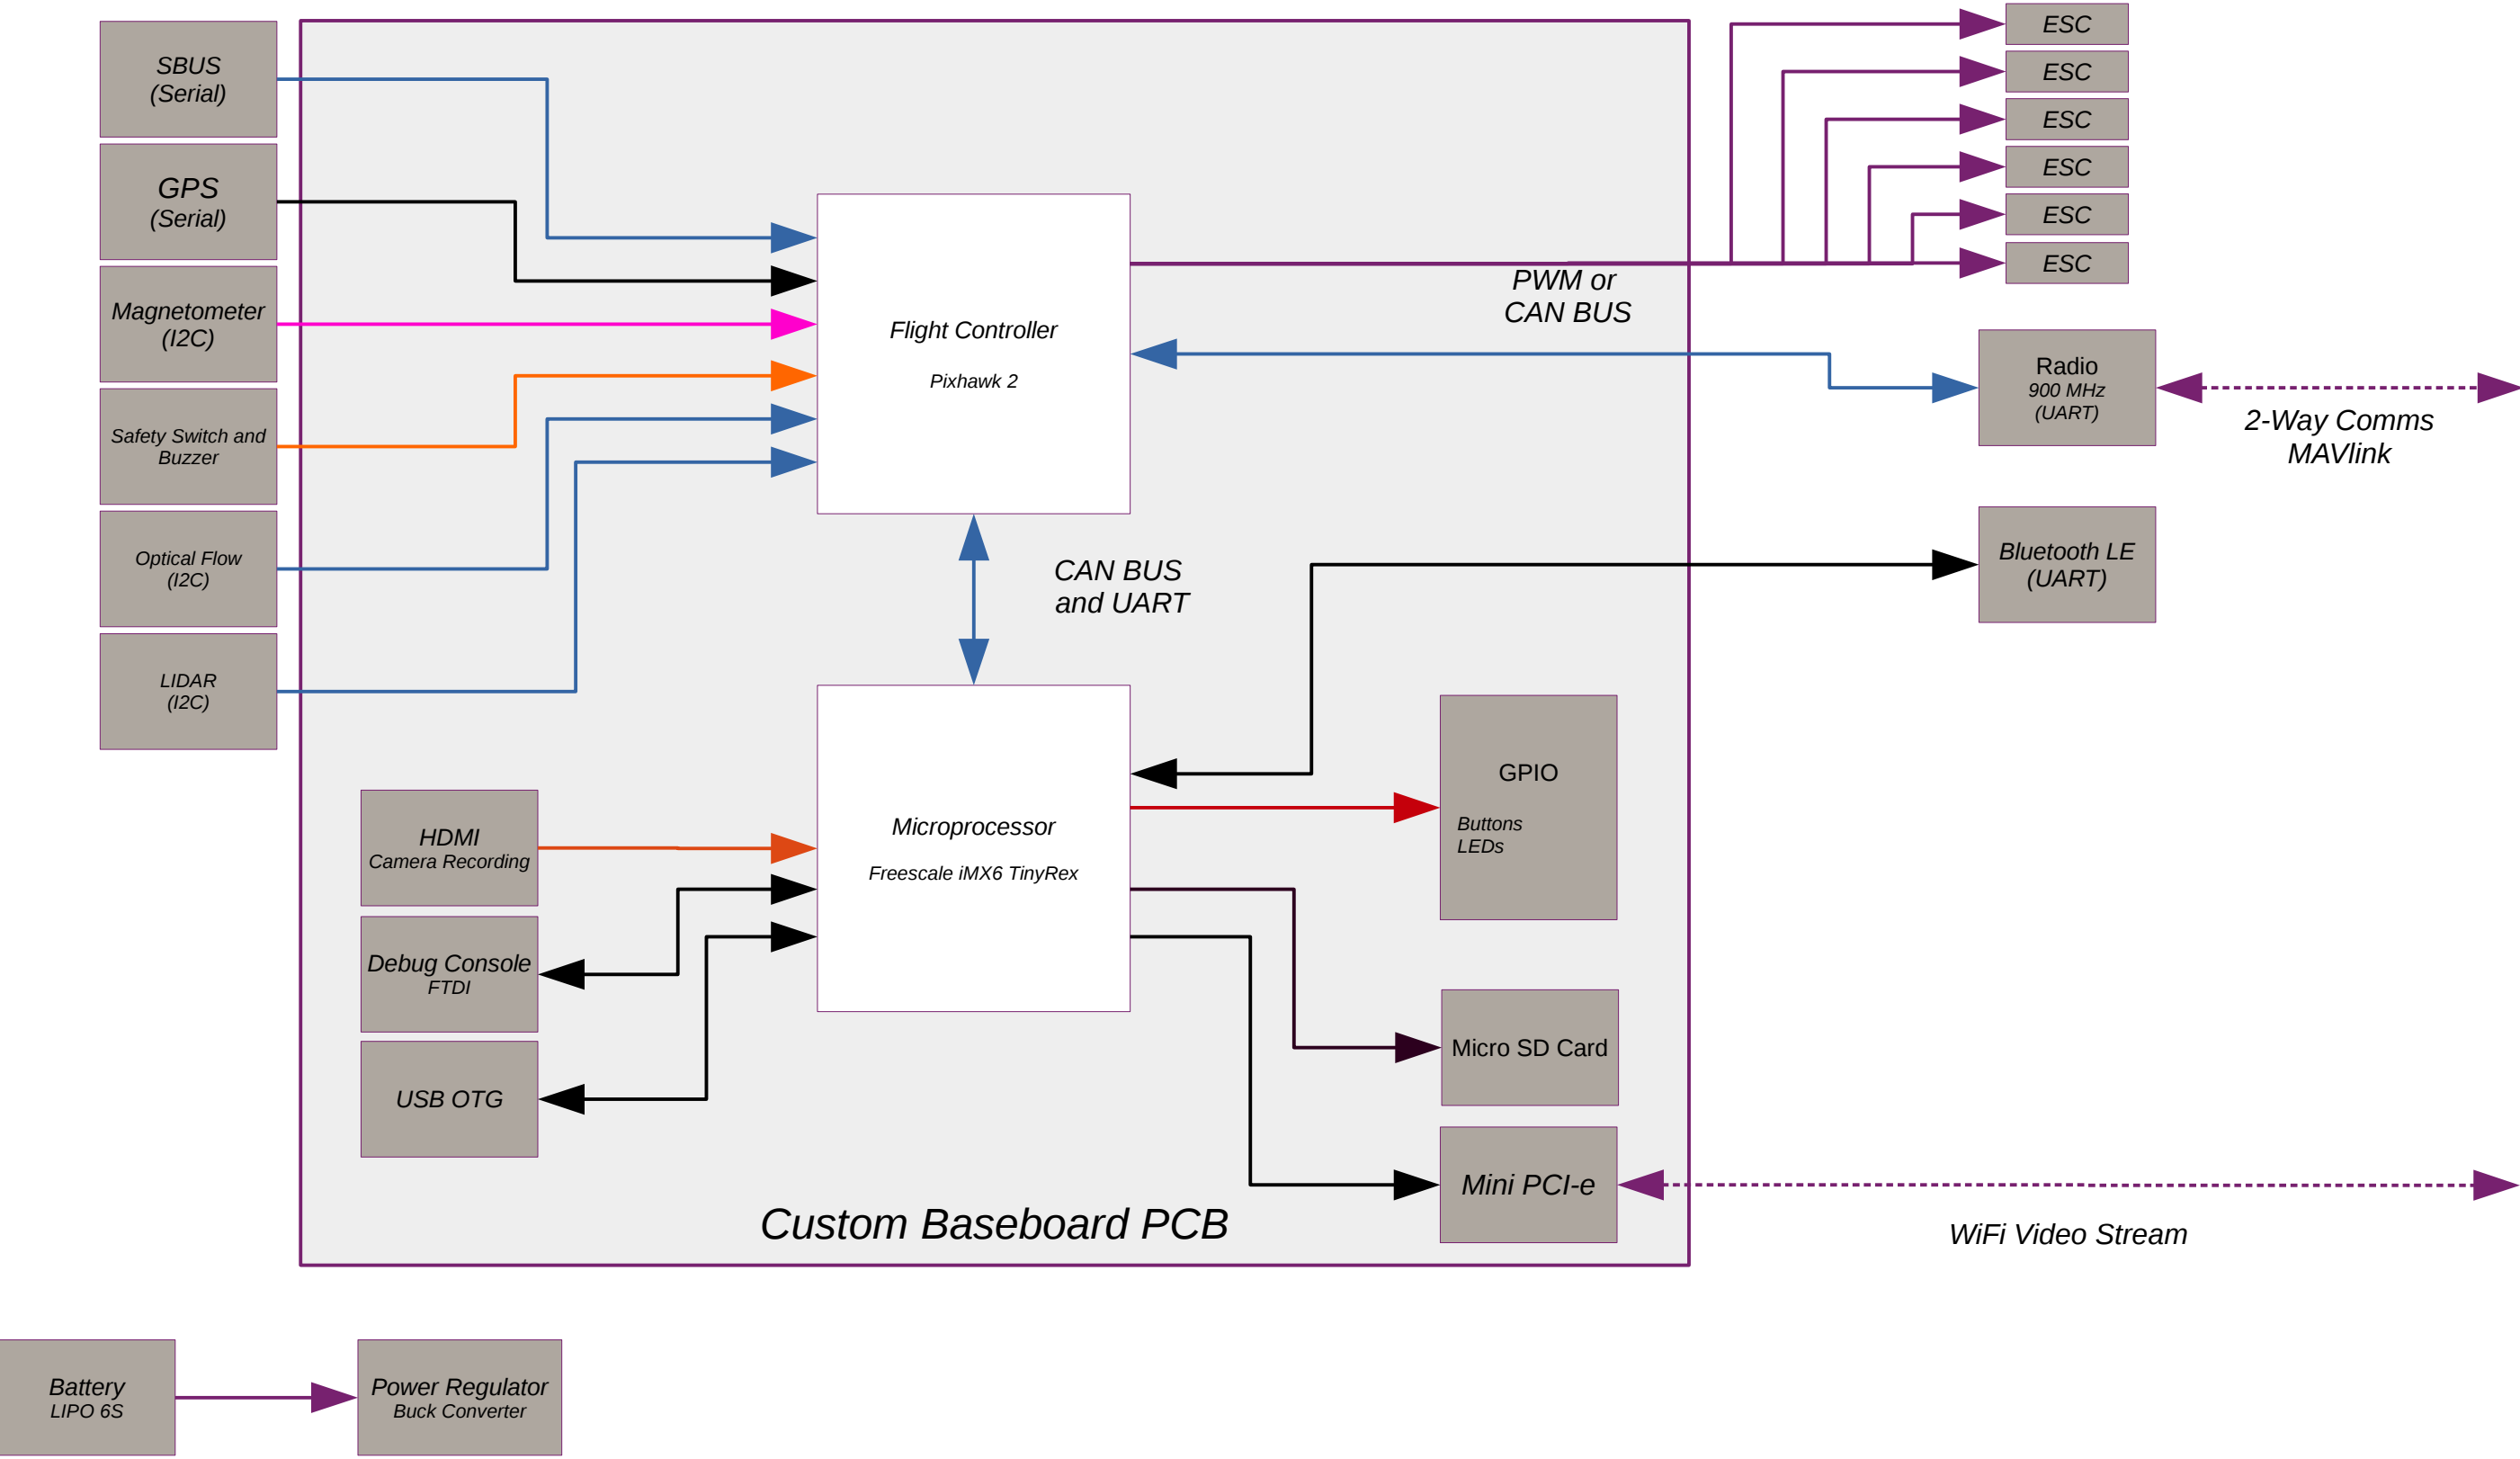 SBUS
(Serial)
GPS
(Serial)
Magnetometer
(I2C)
Safety Switch and
Buzzer
Optical Flow
(I2C)
LIDAR
(I2C)
Flight Controller
Pixhawk 2
PWM or
CAN BUS
ESC
ESC
ESC
ESC
ESC
ESC
Radio
900 MHz
(UART)
2-Way Comms
MAVlink
CAN BUS
and UART
Bluetooth LE
(UART)
HDMI
Camera Recording
Debug Console
FTDI
USB OTG
Microprocessor
Freescale iMX6 TinyRex
GPIO
Buttons
LEDs
Micro SD Card
Mini PCI-e
WiFi Video Stream
Custom Baseboard PCB
Battery
LIPO 6S
Power Regulator
Buck Converter